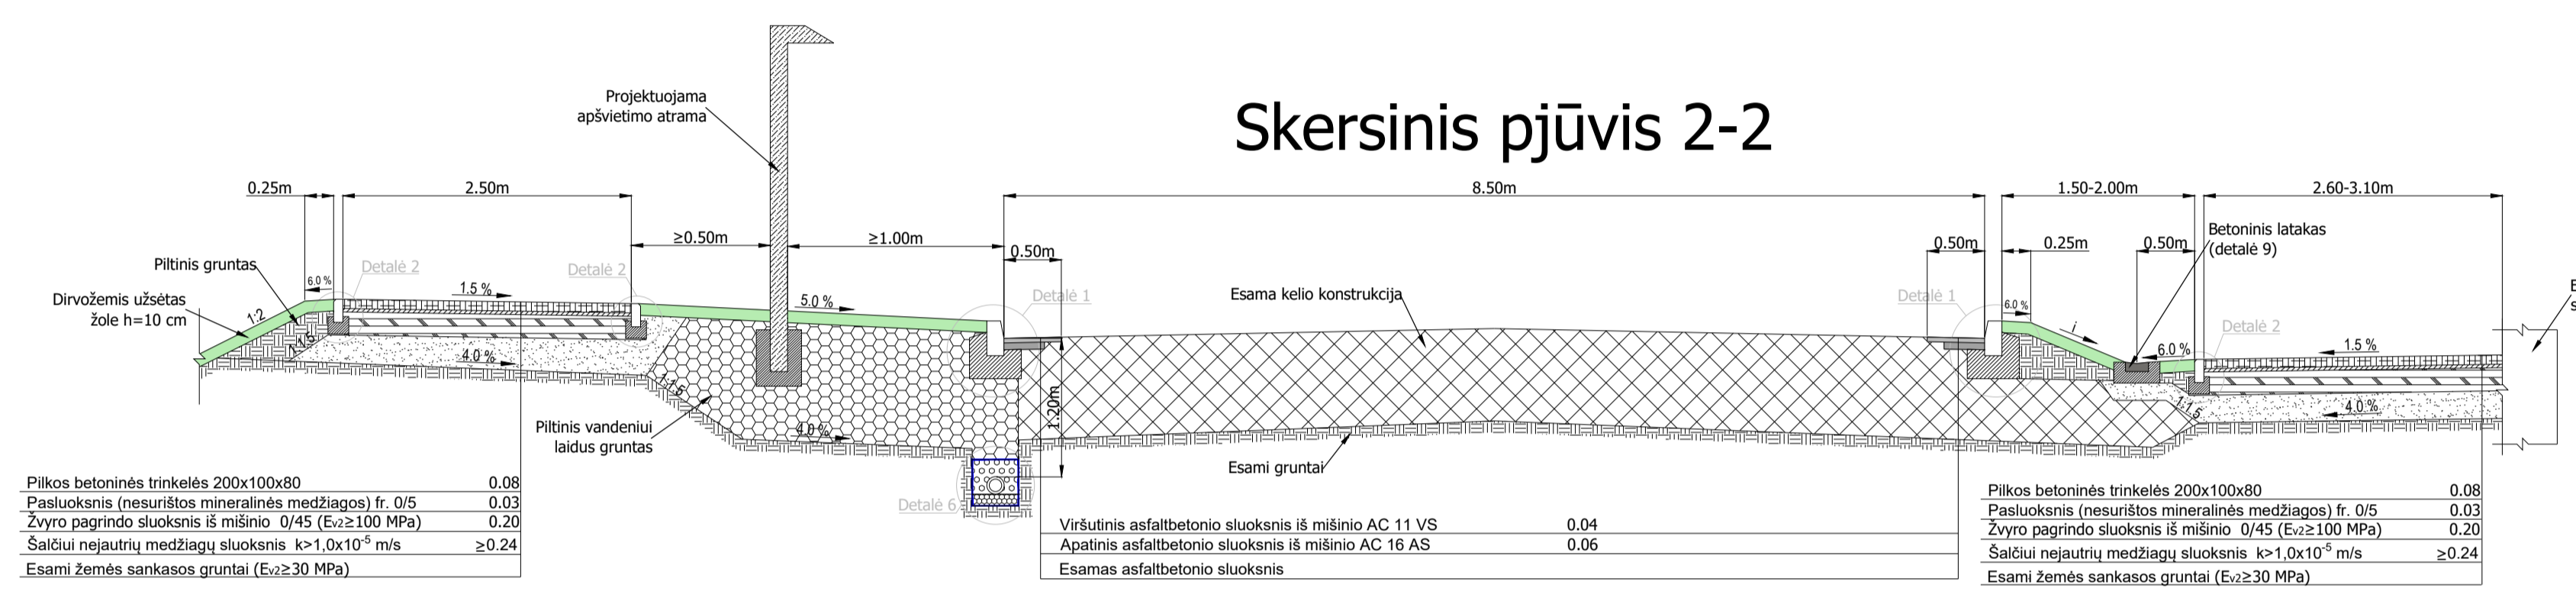 Skersinis pjūvis 2-2
Projektuojama
apšvietimo atrama
0.25m
2.50m
8.50m
1.50-2.00m
2.60-3.10m
≥0.50m
≥1.00m
0.50m
0.50m
0.25m
0.50m
Betoninis latakas
(detalė 9)
Piltinis gruntas
Detalė 2
Detalė 2
Detalė 1
Esama kelio konstrukcija
Detalė 1
Detalė 2
Dirvožemis užsėtas
žole h=10 cm
1:2
6.0 %
1.5 %
5.0 %
6.0 %
i
6.0 %
1.5 %
1:1.5
4.0 %
1:1.5
4.0 %
1.20m
1:1.5
4.0 %
Piltinis vandeniui
laidus gruntas
Esami gruntai
Detalė 6
Pilkos betoninės trinkelės 200x100x80 0.08
Pasluoksnis (nesurištos mineralinės medžiagos) fr. 0/5 0.03
Žvyro pagrindo sluoksnis iš mišinio 0/45 (Ev2≥100 MPa) 0.20
Šalčiui nejautrių medžiagų sluoksnis k>1,0x10⁻⁵ m/s ≥0.24
Esami žemės sankasos gruntai (Ev2≥30 MPa)
Viršutinis asfaltbetonio sluoksnis iš mišinio AC 11 VS 0.04
Apatinis asfaltbetonio sluoksnis iš mišinio AC 16 AS 0.06
Esamas asfaltbetonio sluoksnis
Pilkos betoninės trinkelės 200x100x80 0.08
Pasluoksnis (nesurištos mineralinės medžiagos) fr. 0/5 0.03
Žvyro pagrindo sluoksnis iš mišinio 0/45 (Ev2≥100 MPa) 0.20
Šalčiui nejautrių medžiagų sluoksnis k>1,0x10⁻⁵ m/s ≥0.24
Esami žemės sankasos gruntai (Ev2≥30 MPa)